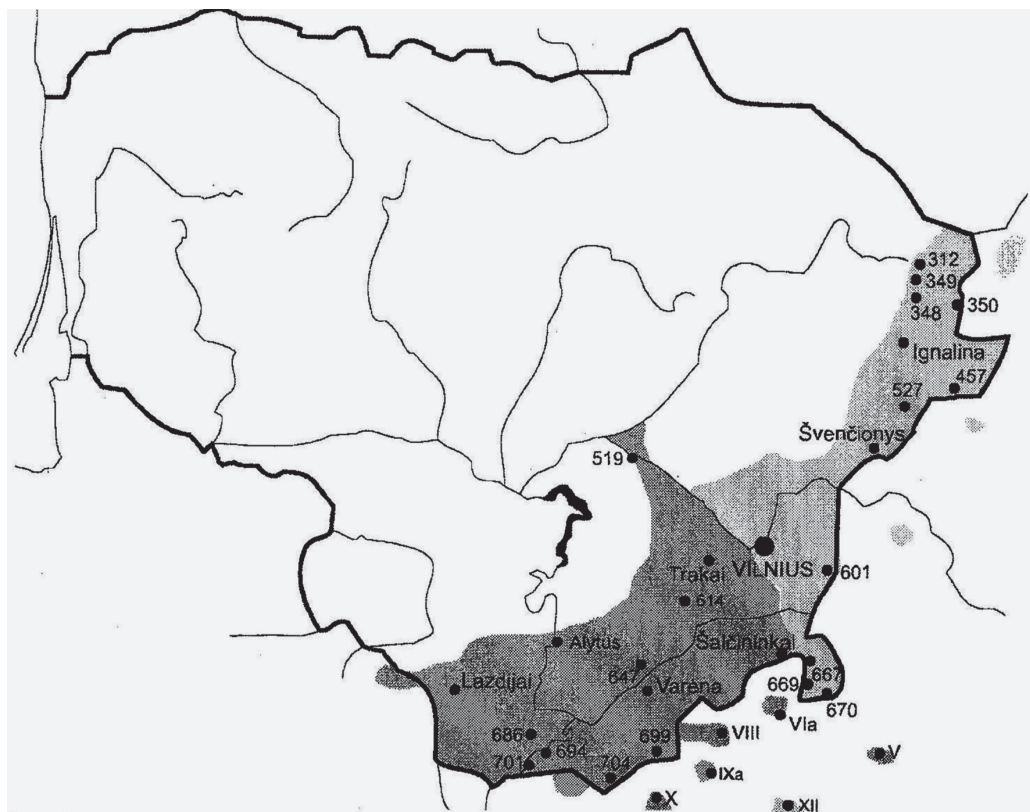 312
349
348
350
Ignalina
457
527
Švenčionys
519
VILNIUS
Trakai
601
614
Alytus
Šalčininkai
647
667
Lazdijai
Varėna
669
670
VIa
686
699
VIII
694
V
701
704
IXa
X
XII